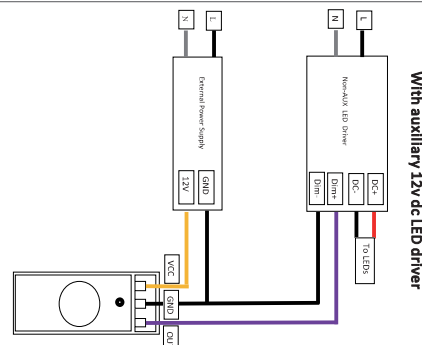 With auxiliary 12v dc LED driver
N
L
N
L
External Power Supply
12V
GND
Non-AUX LED Driver
Dim-
Dim+
DC-
DC+
To LEDs
VCC
GND